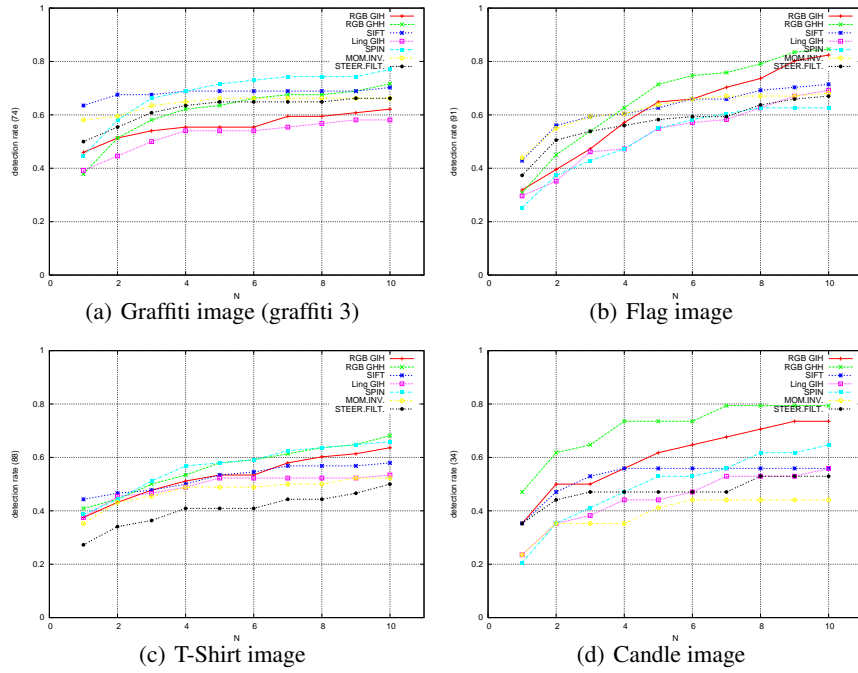 1
0.8
0.6
0.4
0.2
0
0 2 4 6 8 10
detection rate (74)
N
RGB GIH
RGB GHH
SIFT
Ling GIH
SPIN
MOM.INV.
STEER.FILT.
(a) Graffiti image (graffiti 3)
1
0.8
0.6
0.4
0.2
0
0 2 4 6 8 10
detection rate (91)
N
RGB GIH
RGB GHH
SIFT
Ling GIH
SPIN
MOM.INV.
STEER.FILT.
(b) Flag image
1
0.8
0.6
0.4
0.2
0
0 2 4 6 8 10
detection rate (88)
N
RGB GIH
RGB GHH
SIFT
Ling GIH
SPIN
MOM.INV.
STEER.FILT.
(c) T-Shirt image
1
0.8
0.6
0.4
0.2
0
0 2 4 6 8 10
detection rate (34)
N
RGB GIH
RGB GHH
SIFT
Ling GIH
SPIN
MOM.INV.
STEER.FILT.
(d) Candle image